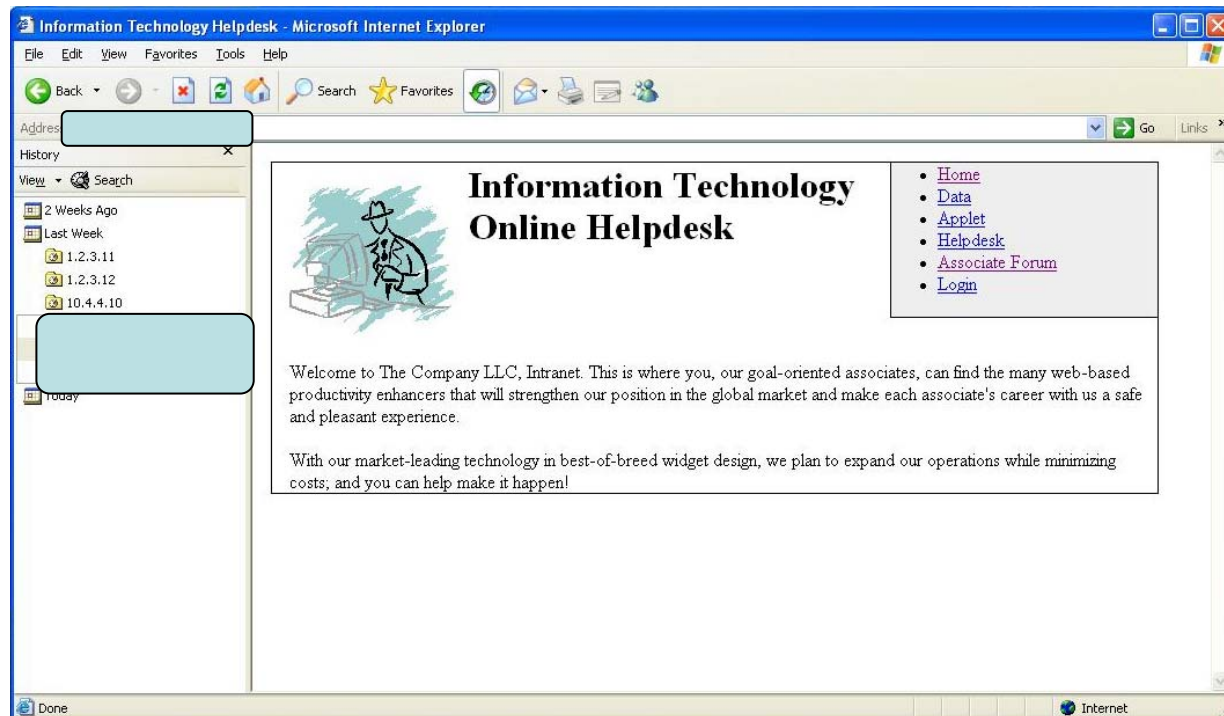 Information Technology Helpdesk - Microsoft Internet Explorer
File Edit View Favorites Tools Help
Back Search Favorites
Addres Go Links »
History x
View Search
2 Weeks Ago
Last Week
1.2.3.11
1.2.3.12
10.4.4.10
Today
Information Technology
Online Helpdesk
Home
Data
Applet
Helpdesk
Associate Forum
Login
Welcome to The Company LLC, Intranet. This is where you, our goal-oriented associates, can find the many web-based
productivity enhancers that will strengthen our position in the global market and make each associate's career with us a safe
and pleasant experience.
With our market-leading technology in best-of-breed widget design, we plan to expand our operations while minimizing
costs; and you can help make it happen!
Done Internet